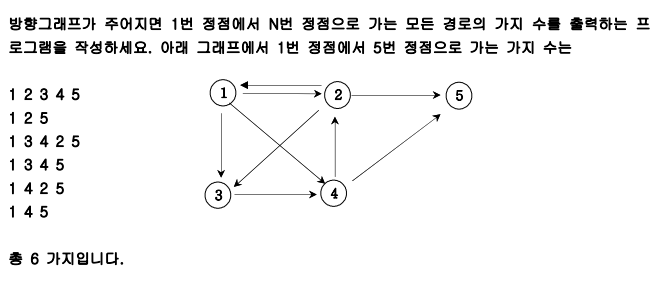 방향그래프가 주어지면 1번 정점에서 N번 정점으로 가는 모든 경로의 가지 수를 출력하는 프
로그램을 작성하세요. 아래 그래프에서 1번 정점에서 5번 정점으로 가는 가지 수는
1 2 3 4 5
1 2 5
1 3 4 2 5
1 3 4 5
1 4 2 5
1 4 5
총 6 가지입니다.
1
2
5
3
4